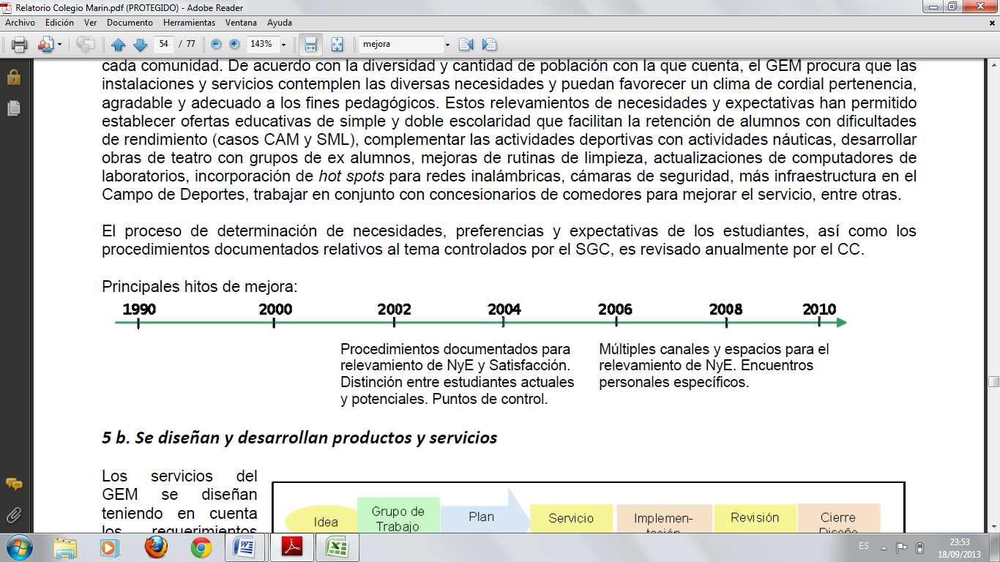 Relatorio Colegio Marin.pdf (PROTEGIDO) - Adobe Reader
Archivo Edición Ver Documento Herramientas Ventana Ayuda
54 / 77 143% mejora
cada comunidad. De acuerdo con la diversidad y cantidad de población con la que cuenta, el GEM procura que las
instalaciones y servicios contemplen las diversas necesidades y puedan favorecer un clima de cordial pertenencia,
agradable y adecuado a los fines pedagógicos. Estos relevamientos de necesidades y expectativas han permitido
establecer ofertas educativas de simple y doble escolaridad que facilitan la retención de alumnos con dificultades
de rendimiento (casos CAM y SML), complementar las actividades deportivas con actividades náuticas, desarrollar
obras de teatro con grupos de ex alumnos, mejoras de rutinas de limpieza, actualizaciones de computadores de
laboratorios, incorporación de hot spots para redes inalámbricas, cámaras de seguridad, más infraestructura en el
Campo de Deportes, trabajar en conjunto con concesionarios de comedores para mejorar el servicio, entre otras.
El proceso de determinación de necesidades, preferencias y expectativas de los estudiantes, así como los
procedimientos documentados relativos al tema controlados por el SGC, es revisado anualmente por el CC.
Principales hitos de mejora:
1990 2000 2002 2004 2006 2008 2010
Procedimientos documentados para
relevamiento de NyE y Satisfacción.
Distinción entre estudiantes actuales
y potenciales. Puntos de control.
Múltiples canales y espacios para el
relevamiento de NyE. Encuentros
personales específicos.
5 b. Se diseñan y desarrollan productos y servicios
Los servicios del
GEM se diseñan
teniendo en cuenta
los requerimientos
Idea
Grupo de
Trabajo
Plan
Servicio
Implemen-
tación
Revisión
Cierre
Diseño
ES
23:53
18/09/2013